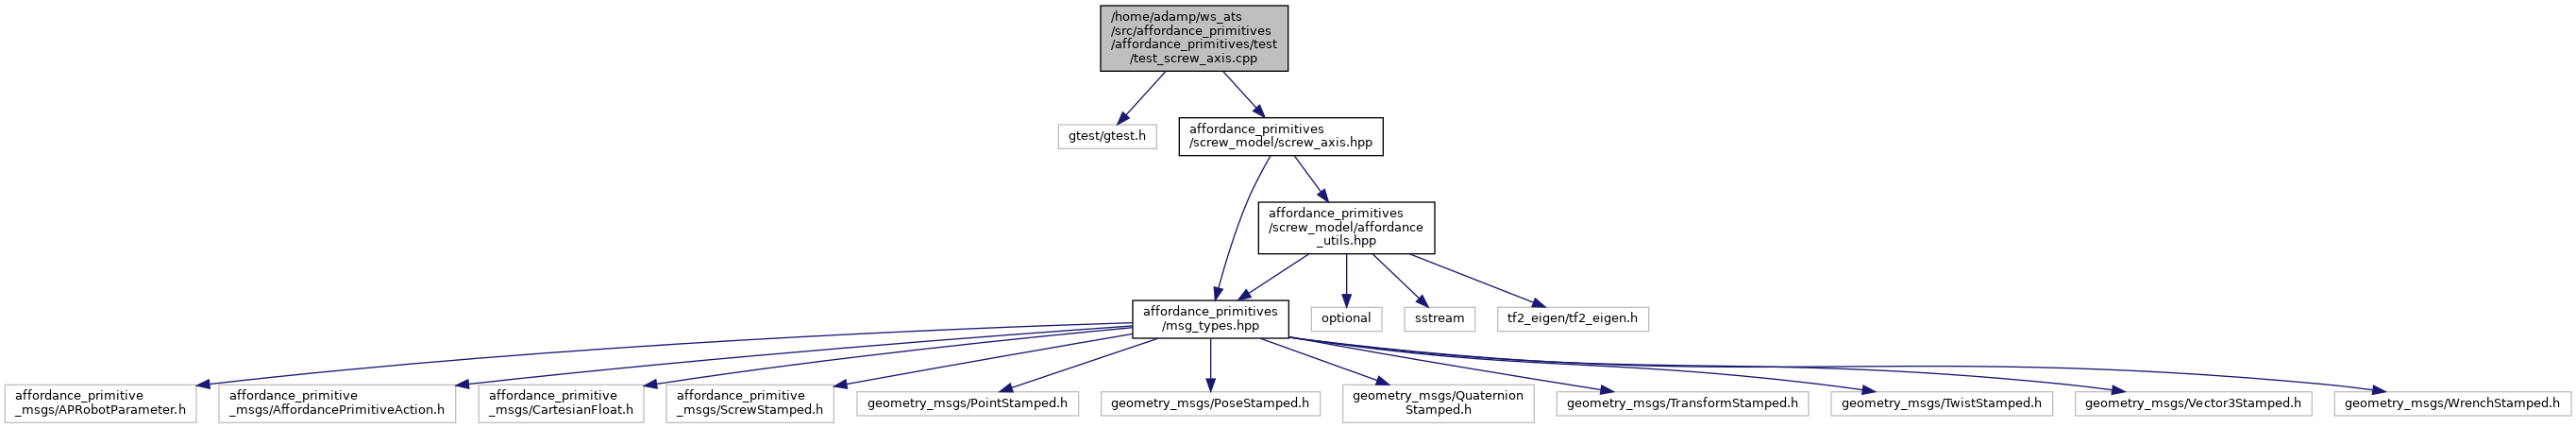 /home/adamp/ws_ats
/src/affordance_primitives
/affordance_primitives/test
/test_screw_axis.cpp
gtest/gtest.h
affordance_primitives
/screw_model/screw_axis.hpp
affordance_primitives
/screw_model/affordance
_utils.hpp
affordance_primitives
/msg_types.hpp
optional
sstream
tf2_eigen/tf2_eigen.h
affordance_primitive
_msgs/APRobotParameter.h
affordance_primitive
_msgs/AffordancePrimitiveAction.h
affordance_primitive
_msgs/CartesianFloat.h
affordance_primitive
_msgs/ScrewStamped.h
geometry_msgs/PointStamped.h
geometry_msgs/PoseStamped.h
geometry_msgs/Quaternion
Stamped.h
geometry_msgs/TransformStamped.h
geometry_msgs/TwistStamped.h
geometry_msgs/Vector3Stamped.h
geometry_msgs/WrenchStamped.h